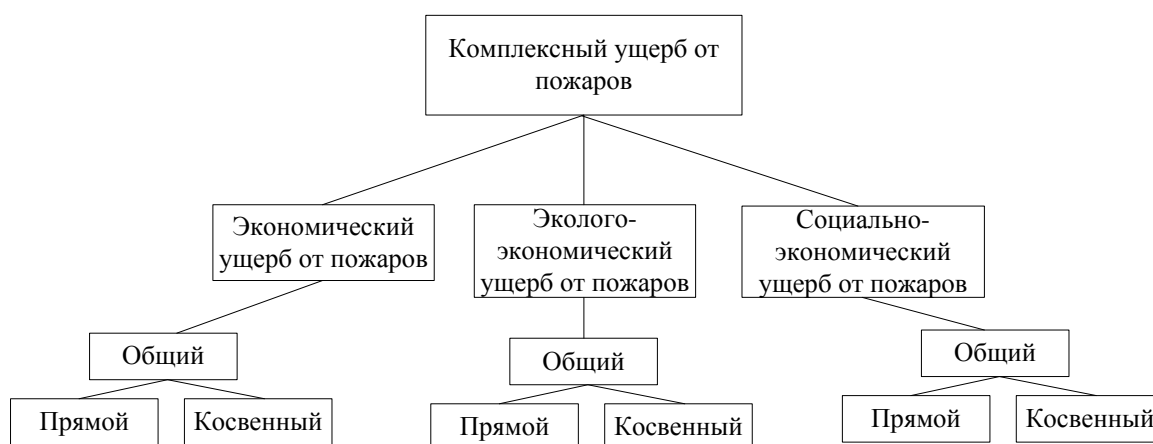 Комплексный ущерб от
пожаров
Экономический
ущерб от пожаров
Эколого-
экономический
ущерб от пожаров
Социально-
экономический
ущерб от пожаров
Общий
Общий
Общий
Прямой
Косвенный
Прямой
Косвенный
Прямой
Косвенный